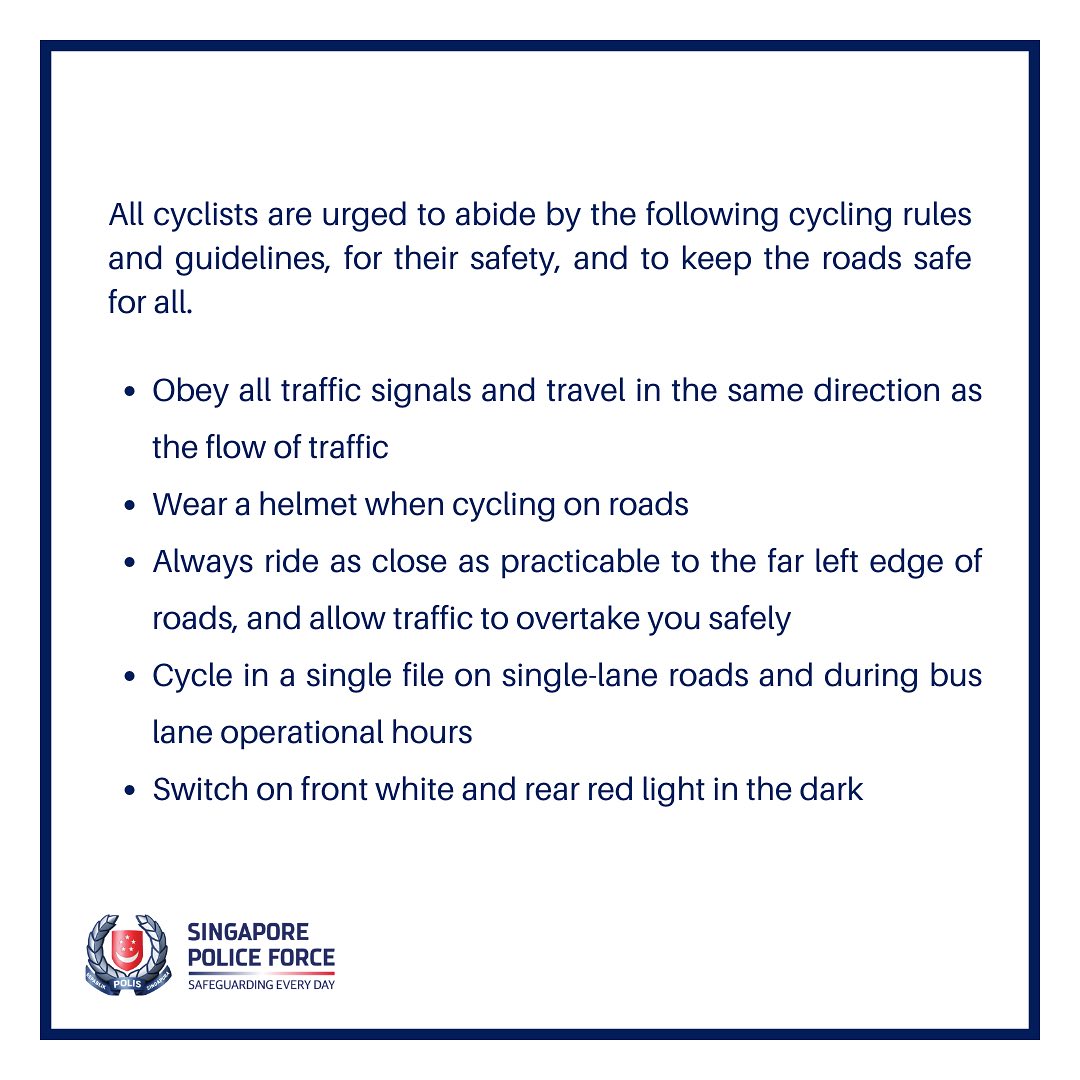 All cyclists are urged to abide by the following cycling rules
and guidelines, for their safety, and to keep the roads safe
for all.
• Obey all traffic signals and travel in the same direction as
the flow of traffic
• Wear a helmet when cycling on roads
• Always ride as close as practicable to the far left edge of
roads, and allow traffic to overtake you safely
• Cycle in a single file on single-lane roads and during bus
lane operational hours
• Switch on front white and rear red light in the dark
SINGAPORE
POLICE FORCE
SAFEGUARDING EVERY DAY
REPUBLIK POLIS SINGAPURA